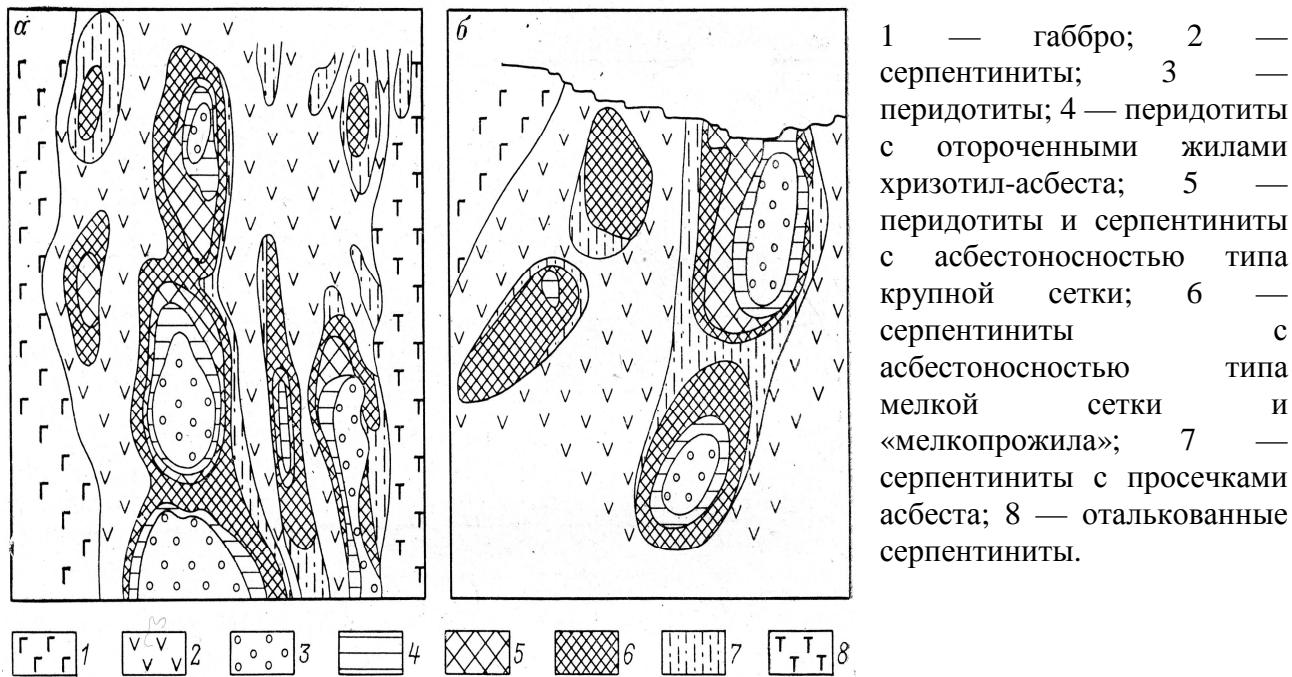 а
б
1 — габбро; 2 —
серпентиниты; 3 —
перидотиты; 4 — перидотиты
с отороченными жилами
хризотил-асбеста; 5 —
перидотиты и серпентиниты
с асбестоносностью типа
крупной сетки; 6 —
серпентиниты с
асбестоносностью типа
мелкой сетки и
«мелкопрожила»; 7 —
серпентиниты с просечками
асбеста; 8 — оталькованные
серпентиниты.
1 2 3 4 5 6 7 8